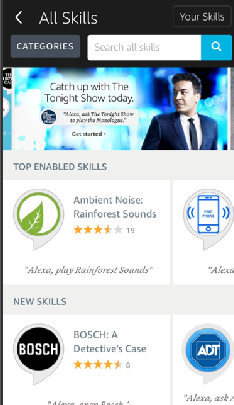 All Skills
Your Skills
CATEGORIES
Search all skills
Catch up with The
Tonight Show today.
"Alexa, ask The Tonight Show
to play the Monologue."
Get started ›
TOP ENABLED SKILLS
Ambient Noise:
Rainforest Sounds
19
"Alexa, play Rainforest Sounds"
"Alexa
NEW SKILLS
BOSCH: A
Detective's Case
8
BOSCH
ADT
"Alexa, open Bosch"
"Alexa, ask A